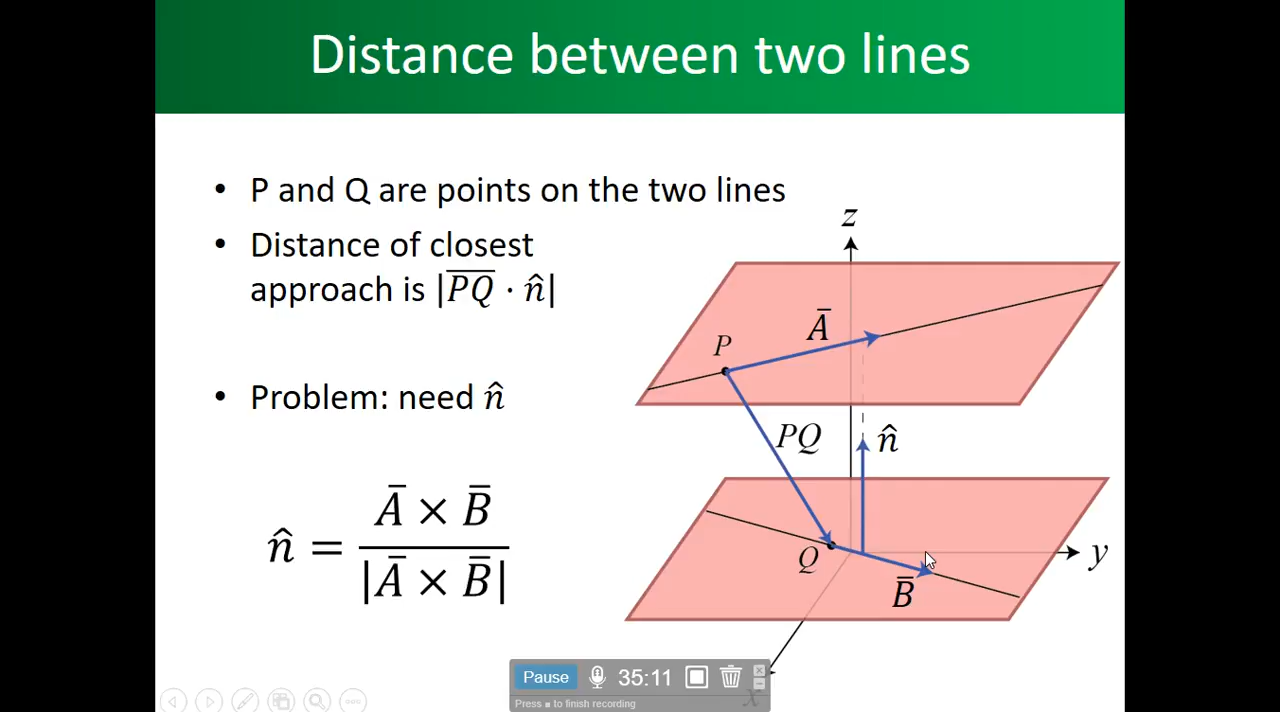 Distance between two lines
• P and Q are points on the two lines
• Distance of closest
approach is |P̅Q̅ · n̂|
• Problem: need n̂
n̂ = (Ā × B̄) / |Ā × B̄|
z
Ā
P
PQ
n̂
Q
y
B̄
x
Pause 35:11
Press ■ to finish recording